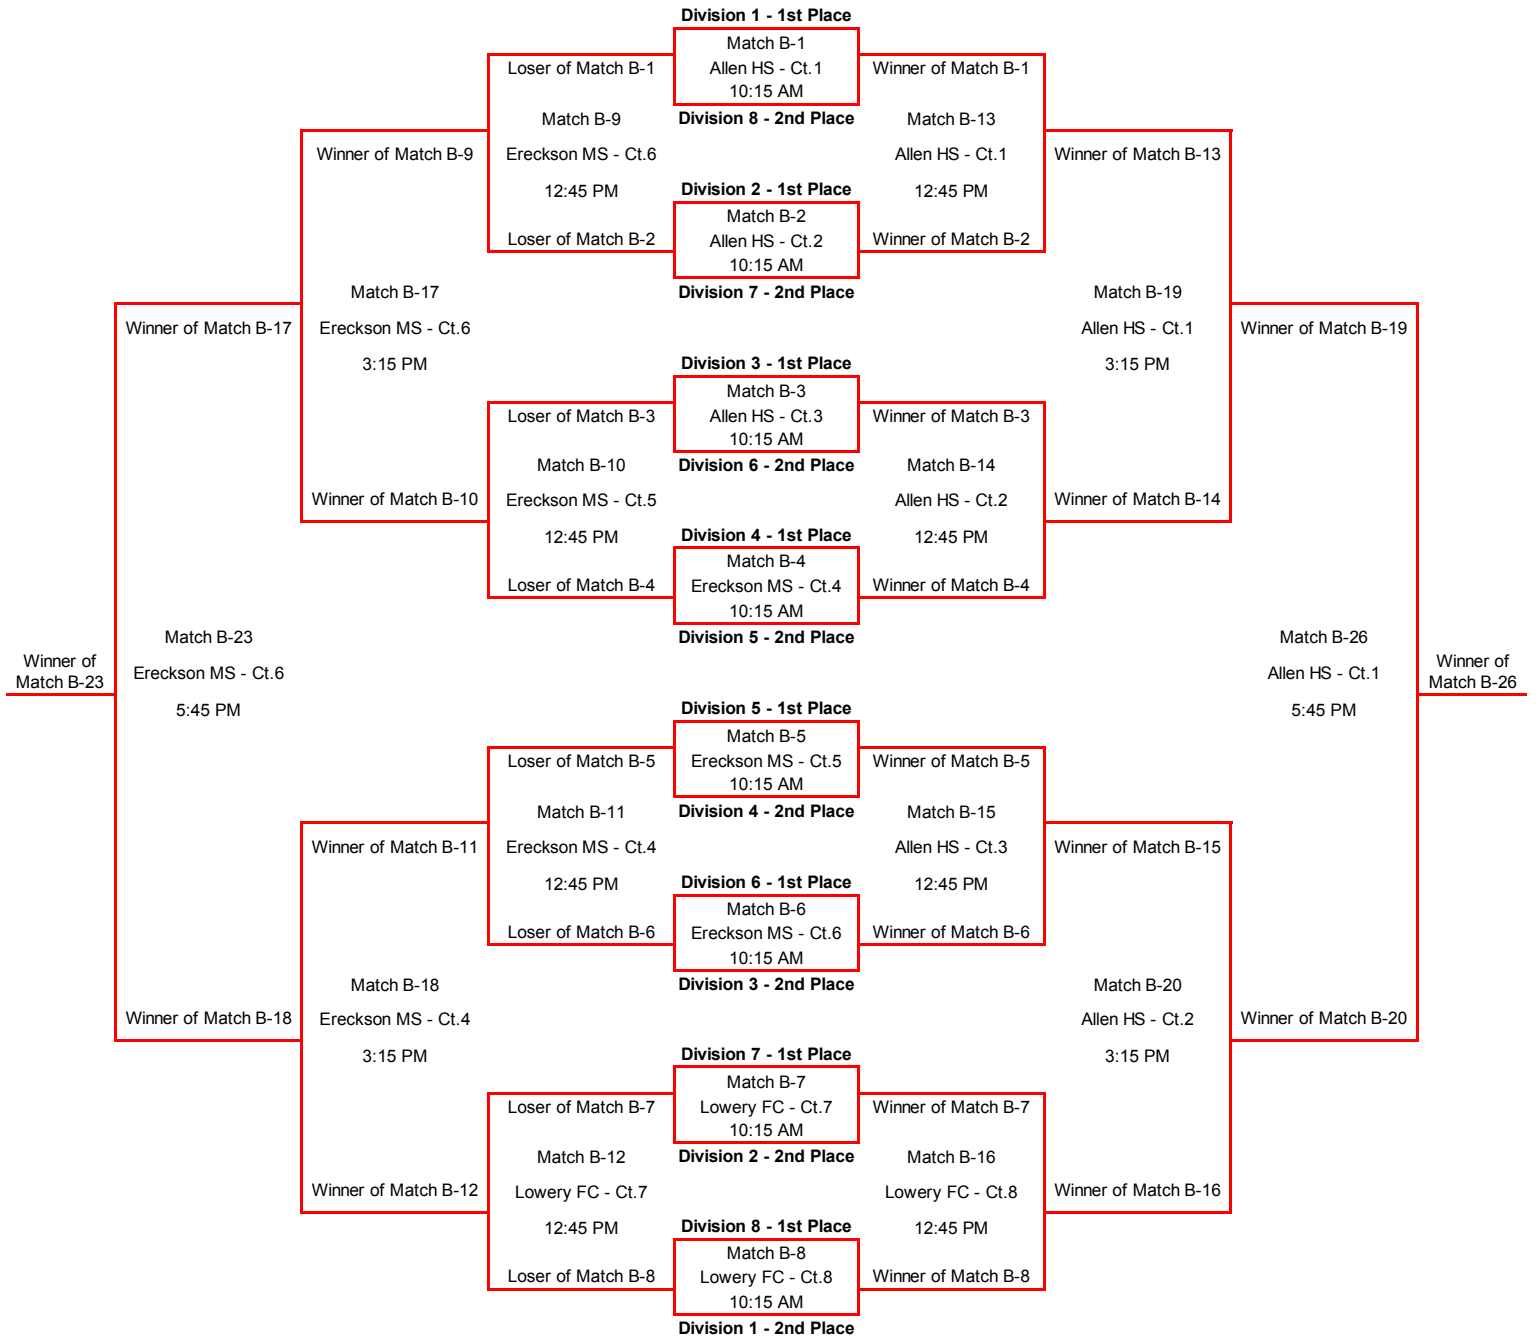 Division 1 - 1st Place
Match B-1
Loser of Match B-1
Allen HS - Ct.1
Winner of Match B-1
10:15 AM
Match B-9
Division 8 - 2nd Place
Match B-13
Winner of Match B-9
Ereckson MS - Ct.6
Allen HS - Ct.1
Winner of Match B-13
12:45 PM
Division 2 - 1st Place
12:45 PM
Match B-2
Loser of Match B-2
Allen HS - Ct.2
Winner of Match B-2
10:15 AM
Match B-17
Division 7 - 2nd Place
Match B-19
Winner of Match B-17
Ereckson MS - Ct.6
Allen HS - Ct.1
Winner of Match B-19
3:15 PM
Division 3 - 1st Place
3:15 PM
Match B-3
Loser of Match B-3
Allen HS - Ct.3
Winner of Match B-3
10:15 AM
Match B-10
Division 6 - 2nd Place
Match B-14
Winner of Match B-10
Ereckson MS - Ct.5
Allen HS - Ct.2
Winner of Match B-14
12:45 PM
Division 4 - 1st Place
12:45 PM
Match B-4
Loser of Match B-4
Ereckson MS - Ct.4
Winner of Match B-4
10:15 AM
Match B-23
Division 5 - 2nd Place
Match B-26
Winner of
Match B-23
Ereckson MS - Ct.6
Allen HS - Ct.1
Winner of
Match B-26
5:45 PM
Division 5 - 1st Place
5:45 PM
Match B-5
Loser of Match B-5
Ereckson MS - Ct.5
Winner of Match B-5
10:15 AM
Match B-11
Division 4 - 2nd Place
Match B-15
Winner of Match B-11
Ereckson MS - Ct.4
Allen HS - Ct.3
Winner of Match B-15
12:45 PM
Division 6 - 1st Place
12:45 PM
Match B-6
Loser of Match B-6
Ereckson MS - Ct.6
Winner of Match B-6
10:15 AM
Match B-18
Division 3 - 2nd Place
Match B-20
Winner of Match B-18
Ereckson MS - Ct.4
Allen HS - Ct.2
Winner of Match B-20
3:15 PM
Division 7 - 1st Place
3:15 PM
Match B-7
Loser of Match B-7
Lowery FC - Ct.7
Winner of Match B-7
10:15 AM
Match B-12
Division 2 - 2nd Place
Match B-16
Winner of Match B-12
Lowery FC - Ct.7
Lowery FC - Ct.8
Winner of Match B-16
12:45 PM
Division 8 - 1st Place
12:45 PM
Match B-8
Loser of Match B-8
Lowery FC - Ct.8
Winner of Match B-8
10:15 AM
Division 1 - 2nd Place